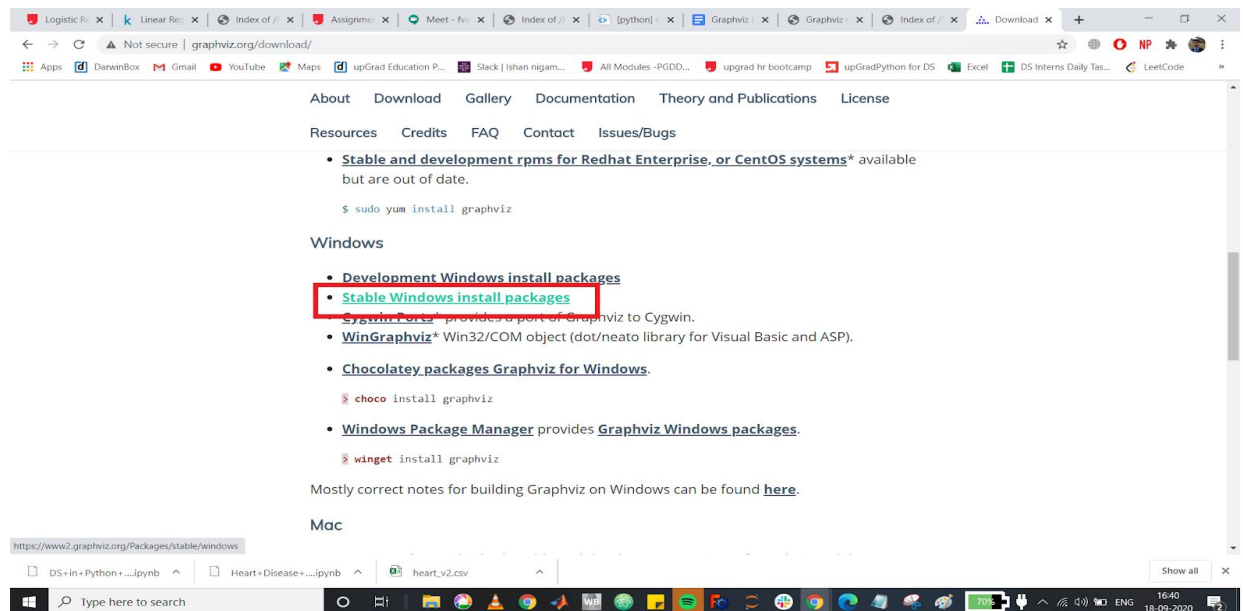 Logistic Re
Linear Reg
Index of /
Assignmen
Meet - fva
Index of /
[python]
Graphviz
Graphviz -
Index of /
Download
Not secure | graphviz.org/download/
Apps DarwinBox Gmail YouTube Maps upGrad Education P... Slack | Ishan nigam... All Modules -PGDD... upgrad hr bootcamp upGradPython for DS Excel DS Interns Daily Tas... LeetCode »
About Download Gallery Documentation Theory and Publications License
Resources Credits FAQ Contact Issues/Bugs
• Stable and development rpms for Redhat Enterprise, or CentOS systems* available
but are out of date.
$ sudo yum install graphviz
Windows
• Development Windows install packages
• Stable Windows install packages
• Cygwin Ports* provides a port of Graphviz to Cygwin.
• WinGraphviz* Win32/COM object (dot/neato library for Visual Basic and ASP).
• Chocolatey packages Graphviz for Windows.
> choco install graphviz
• Windows Package Manager provides Graphviz Windows packages.
> winget install graphviz
Mostly correct notes for building Graphviz on Windows can be found here.
Mac
https://www2.graphviz.org/Packages/stable/windows
DS+in+Python+....ipynb
Heart+Disease+....ipynb
heart_v2.csv
Show all
Type here to search
70%
ENG
16:40
18-09-2020